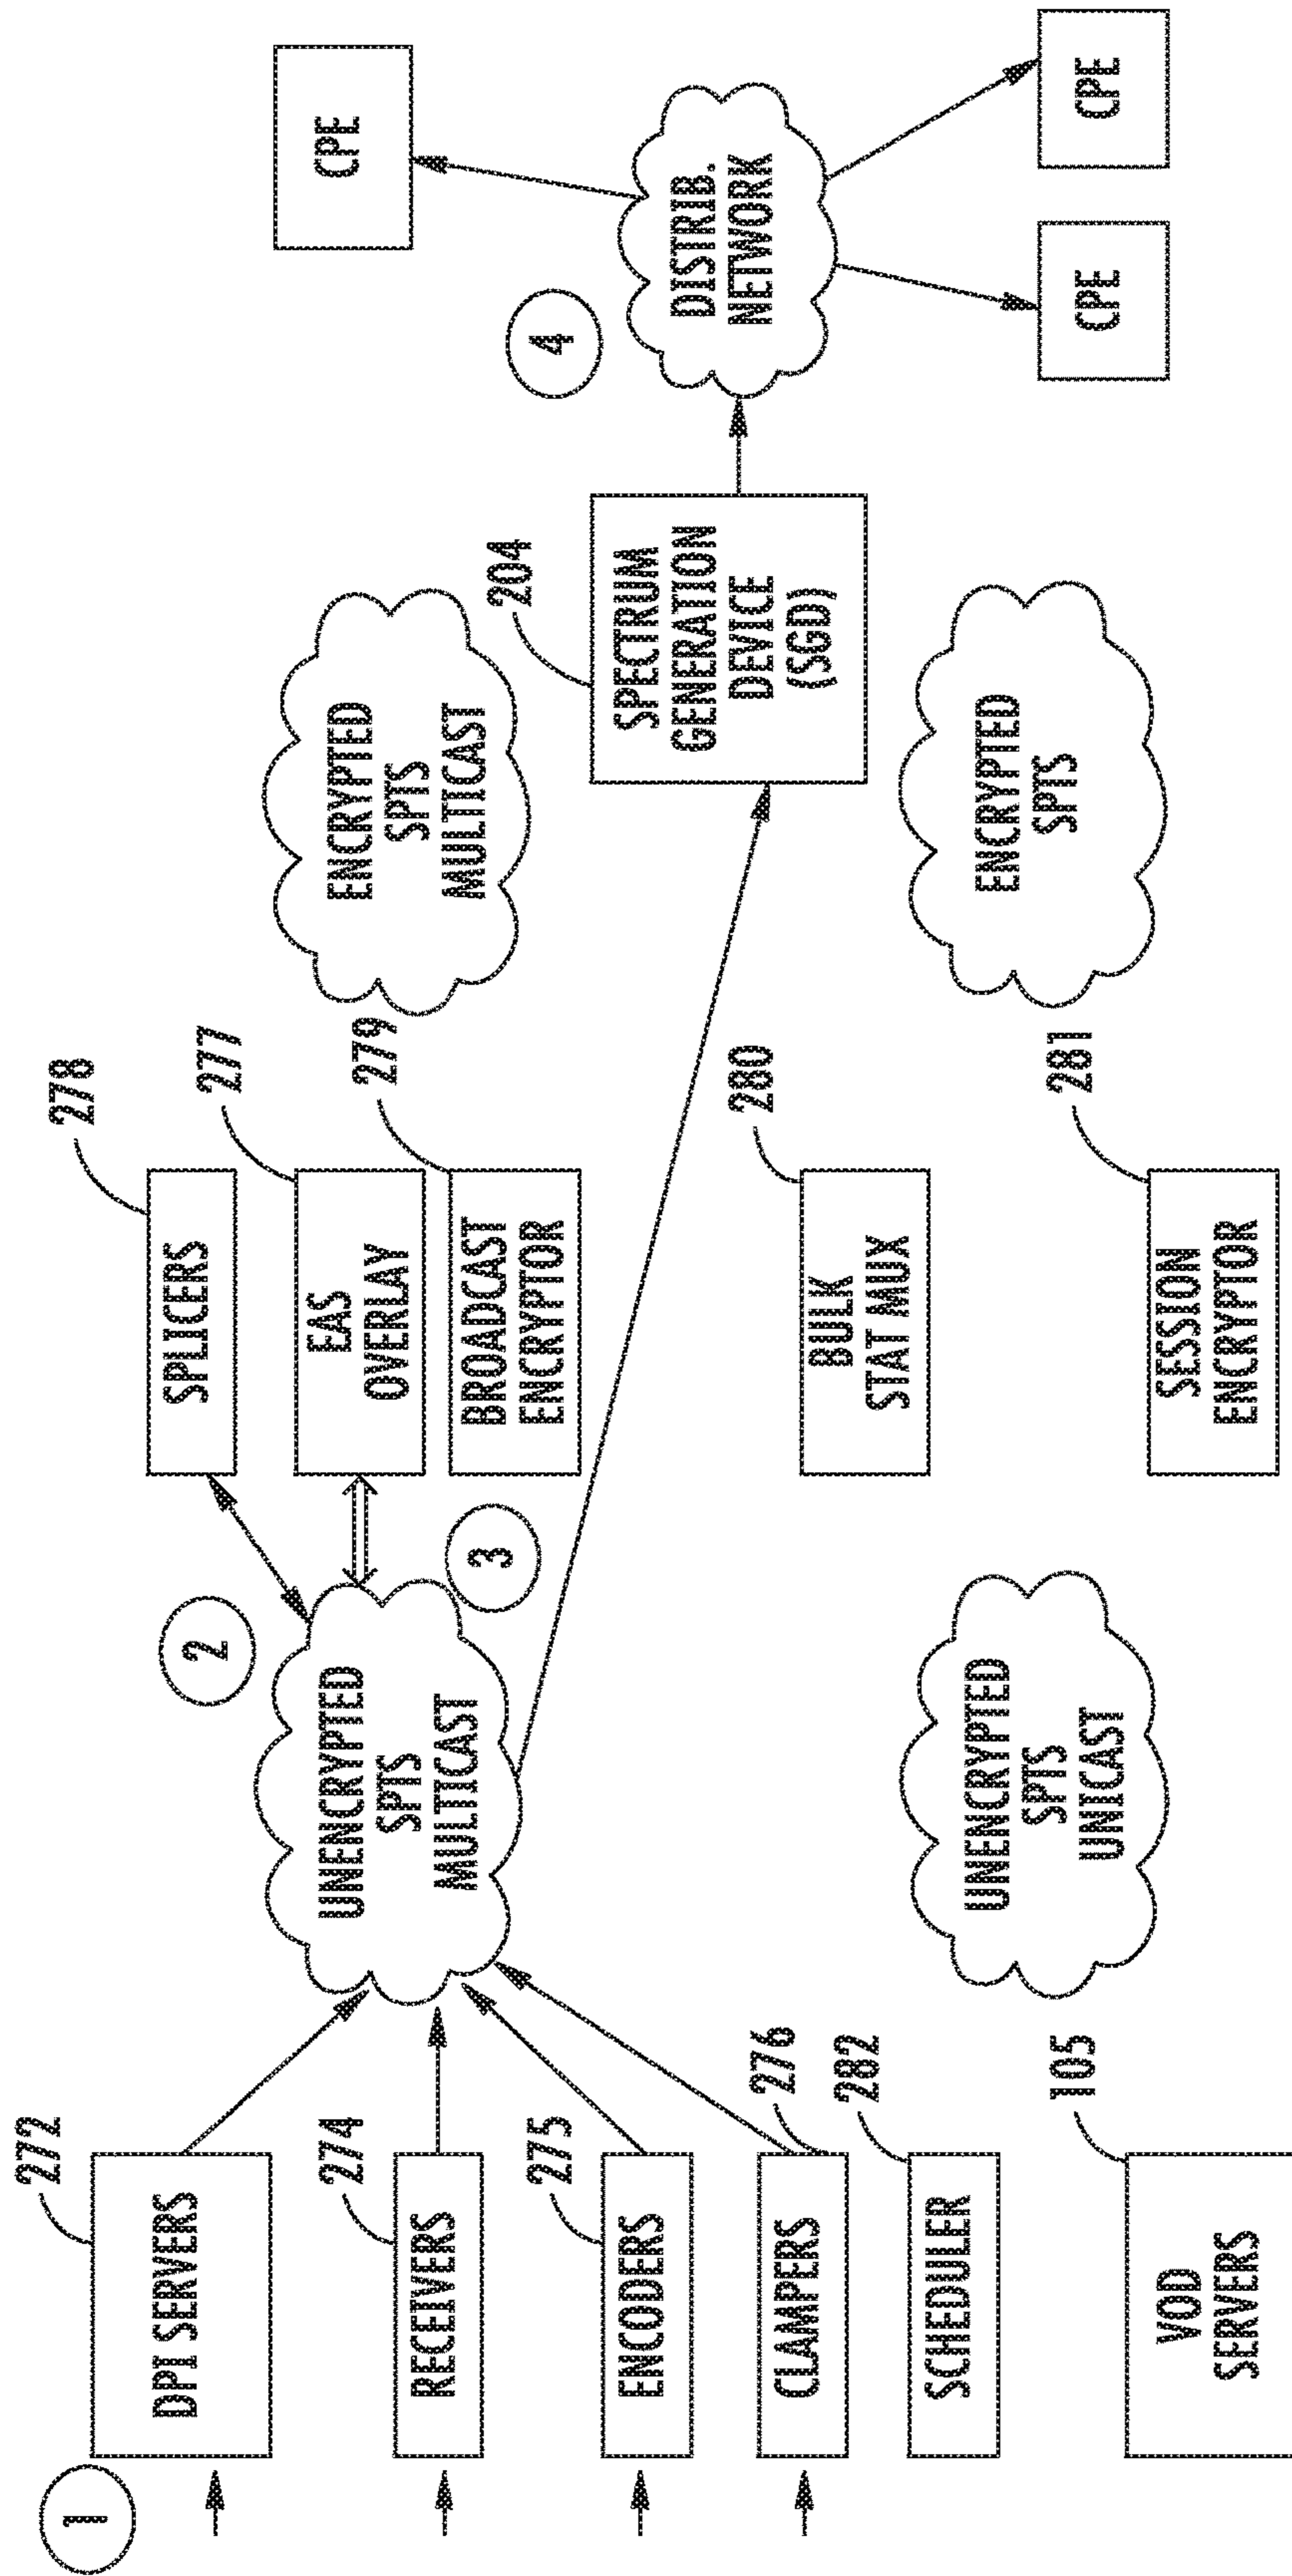 1
272
DPI SERVERS
274
RECEIVERS
275
ENCODERS
276
CLAMPERS
282
SCHEDULER
105
VOD
SERVERS
UNENCRYPTED
SPTS
MULTICAST
UNENCRYPTED
SPTS
UNICAST
2
3
278
SPLICERS
277
EAS
OVERLAY
279
BROADCAST
ENCRYPTOR
280
BULK
STAT MUX
281
SESSION
ENCRYPTOR
ENCRYPTED
SPTS
MULTICAST
204
SPECTRUM
GENERATION
DEVICE
(SGD)
ENCRYPTED
SPTS
4
DISTRIB.
NETWORK
CPE
CPE
CPE